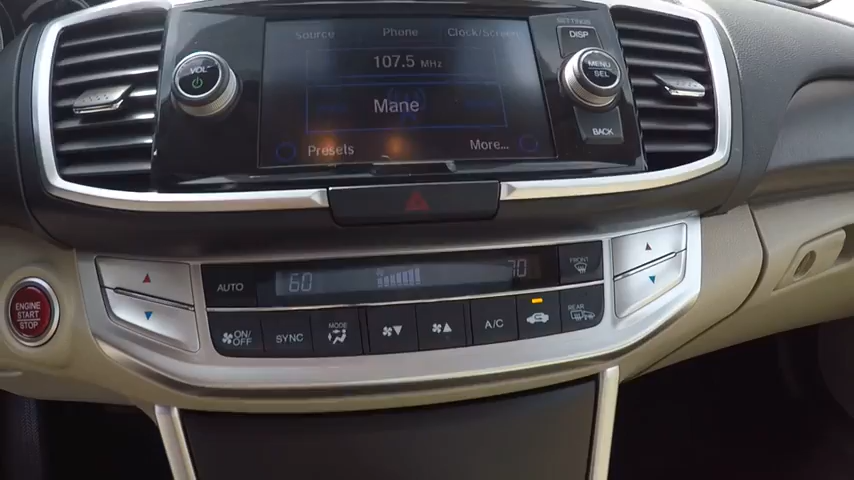 SETTINGS
Source Phone Clock/Screen
DISP
VOL
107.5 MHz
MENU
SEL
Mane
BACK
Presets More...
AUTO 60 70 FRONT
ENGINE
START
STOP
ON/
OFF
SYNC
MODE
A/C
REAR